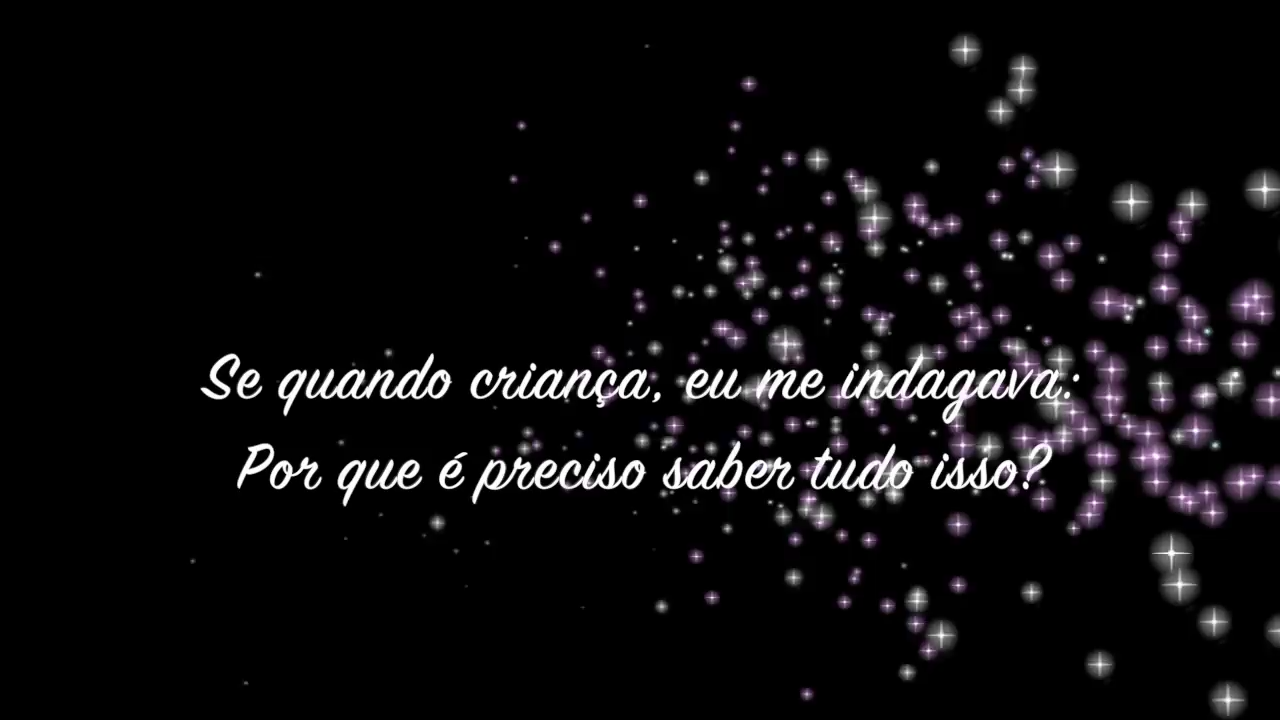 Se quando criança, eu me indagava:
Por que é preciso saber tudo isso?